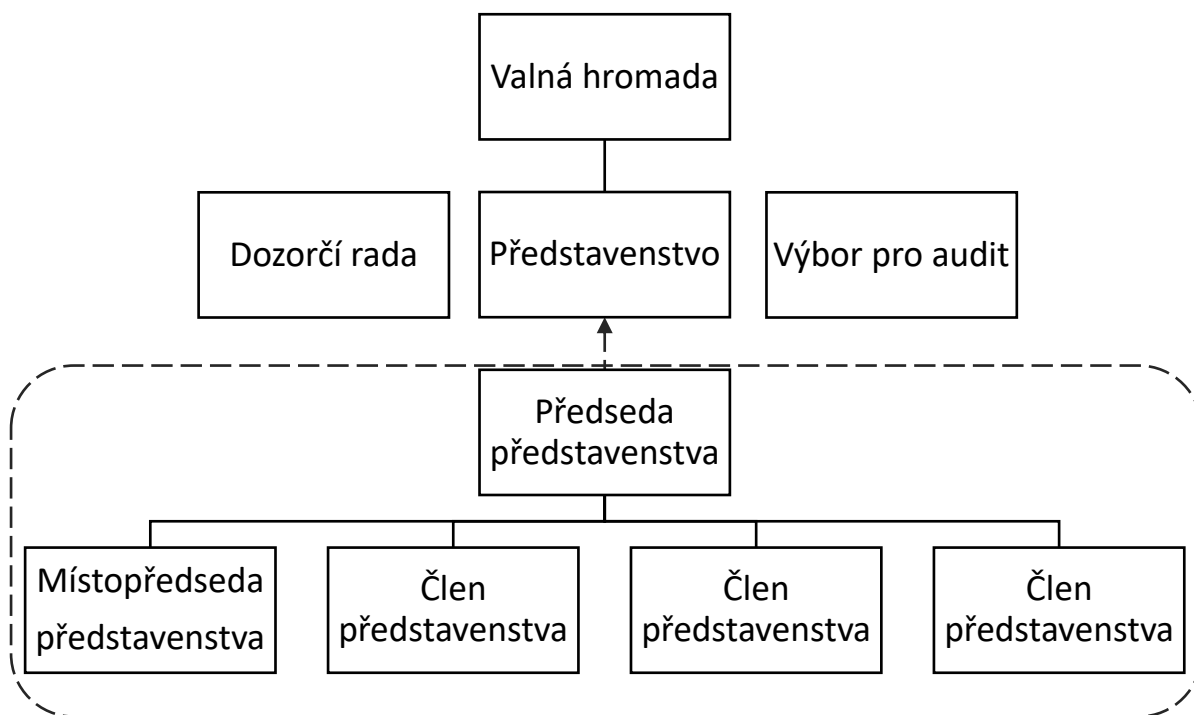 Valná hromada
Dozorčí rada
Představenstvo
Výbor pro audit
Předseda
představenstva
Místopředseda
představenstva
Člen
představenstva
Člen
představenstva
Člen
představenstva